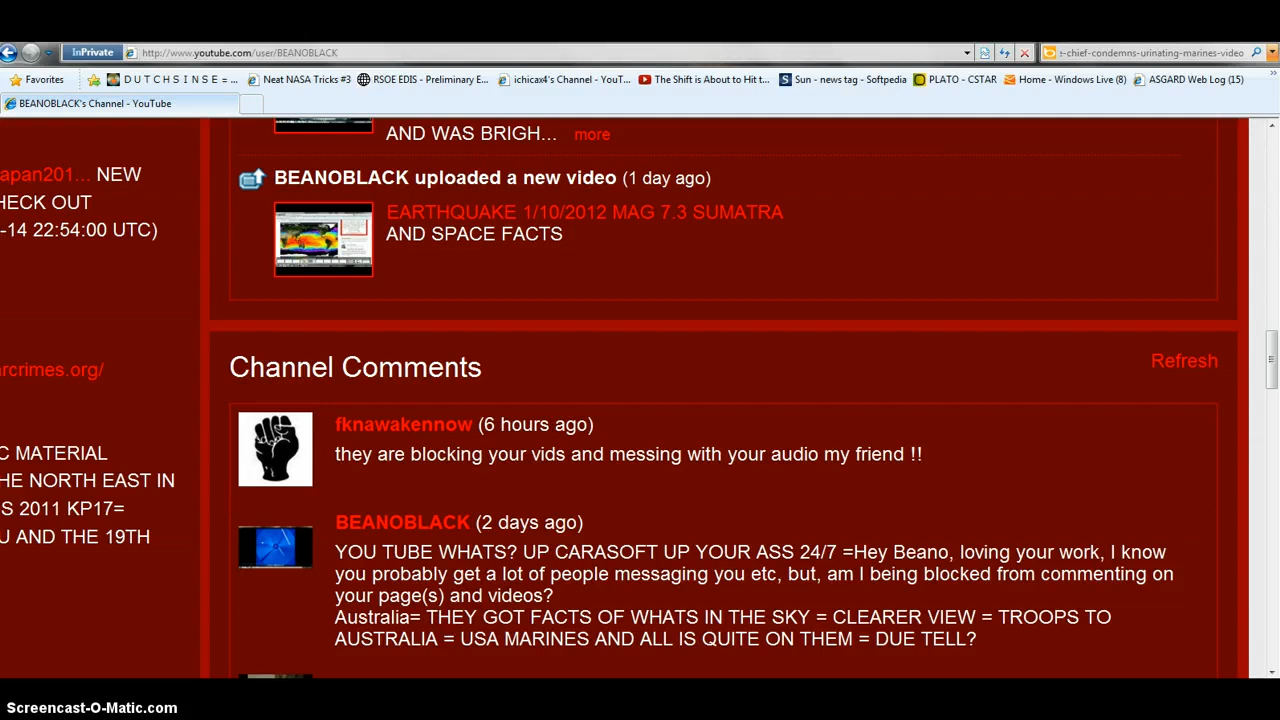 InPrivate
http://www.youtube.com/user/BEANOBLACK
:-chief-condemns-urinating-marines-video
Favorites
D U T C H S I N S E = ...
Neat NASA Tricks #3
RSOE EDIS - Preliminary E...
ichicax4's Channel - YouT...
The Shift is About to Hit t...
Sun - news tag - Softpedia
PLATO - CSTAR
Home - Windows Live (8)
ASGARD Web Log (15)
BEANOBLACK's Channel - YouTube
AND WAS BRIGH... more
apan201... NEW
HECK OUT
-14 22:54:00 UTC)
BEANOBLACK uploaded a new video (1 day ago)
EARTHQUAKE 1/10/2012 MAG 7.3 SUMATRA
AND SPACE FACTS
rcrimes.org/
C MATERIAL
HE NORTH EAST IN
S 2011 KP17=
U AND THE 19TH
Channel Comments
Refresh
fknawakennow (6 hours ago)
they are blocking your vids and messing with your audio my friend !!
BEANOBLACK (2 days ago)
YOU TUBE WHATS? UP CARASOFT UP YOUR ASS 24/7 =Hey Beano, loving your work, I know
you probably get a lot of people messaging you etc, but, am I being blocked from commenting on
your page(s) and videos?
Australia= THEY GOT FACTS OF WHATS IN THE SKY = CLEARER VIEW = TROOPS TO
AUSTRALIA = USA MARINES AND ALL IS QUITE ON THEM = DUE TELL?
Screencast-O-Matic.com